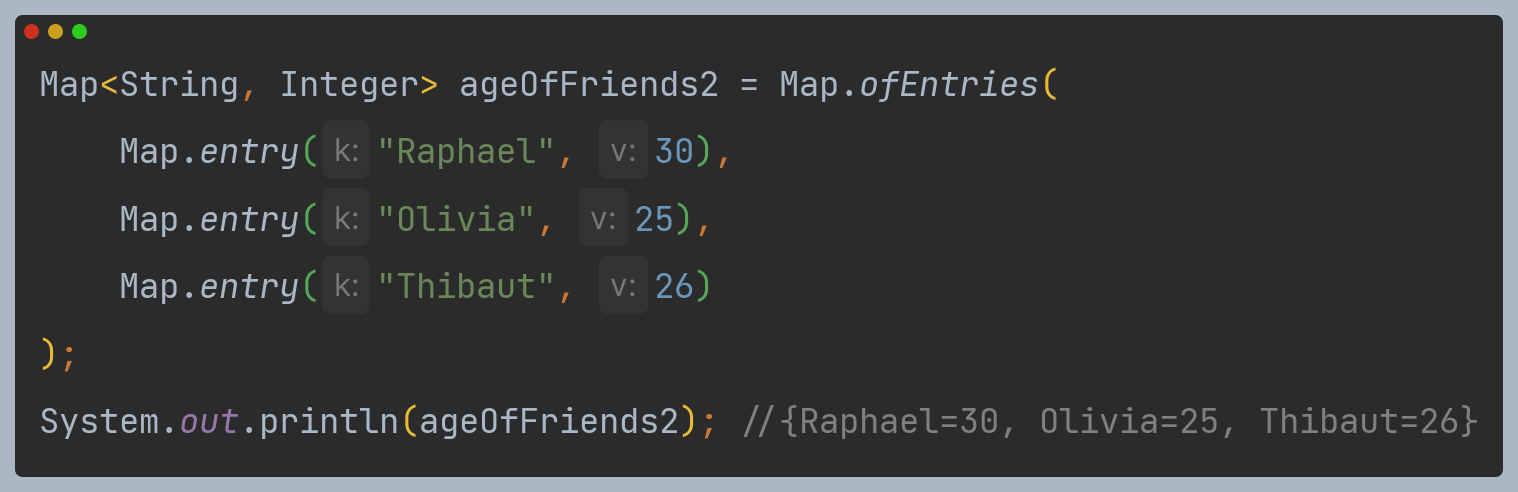 Map<String, Integer> ageOfFriends2 = Map.ofEntries(
    Map.entry( k: "Raphael", v: 30),
    Map.entry( k: "Olivia", v: 25),
    Map.entry( k: "Thibaut", v: 26)
);
System.out.println(ageOfFriends2); //{Raphael=30, Olivia=25, Thibaut=26}